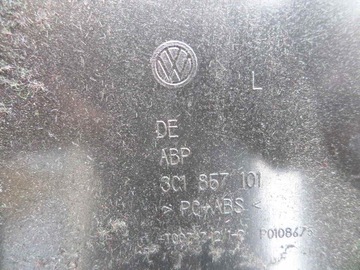 L
DE
ABP
3C1 857 101
> PC+ABS <